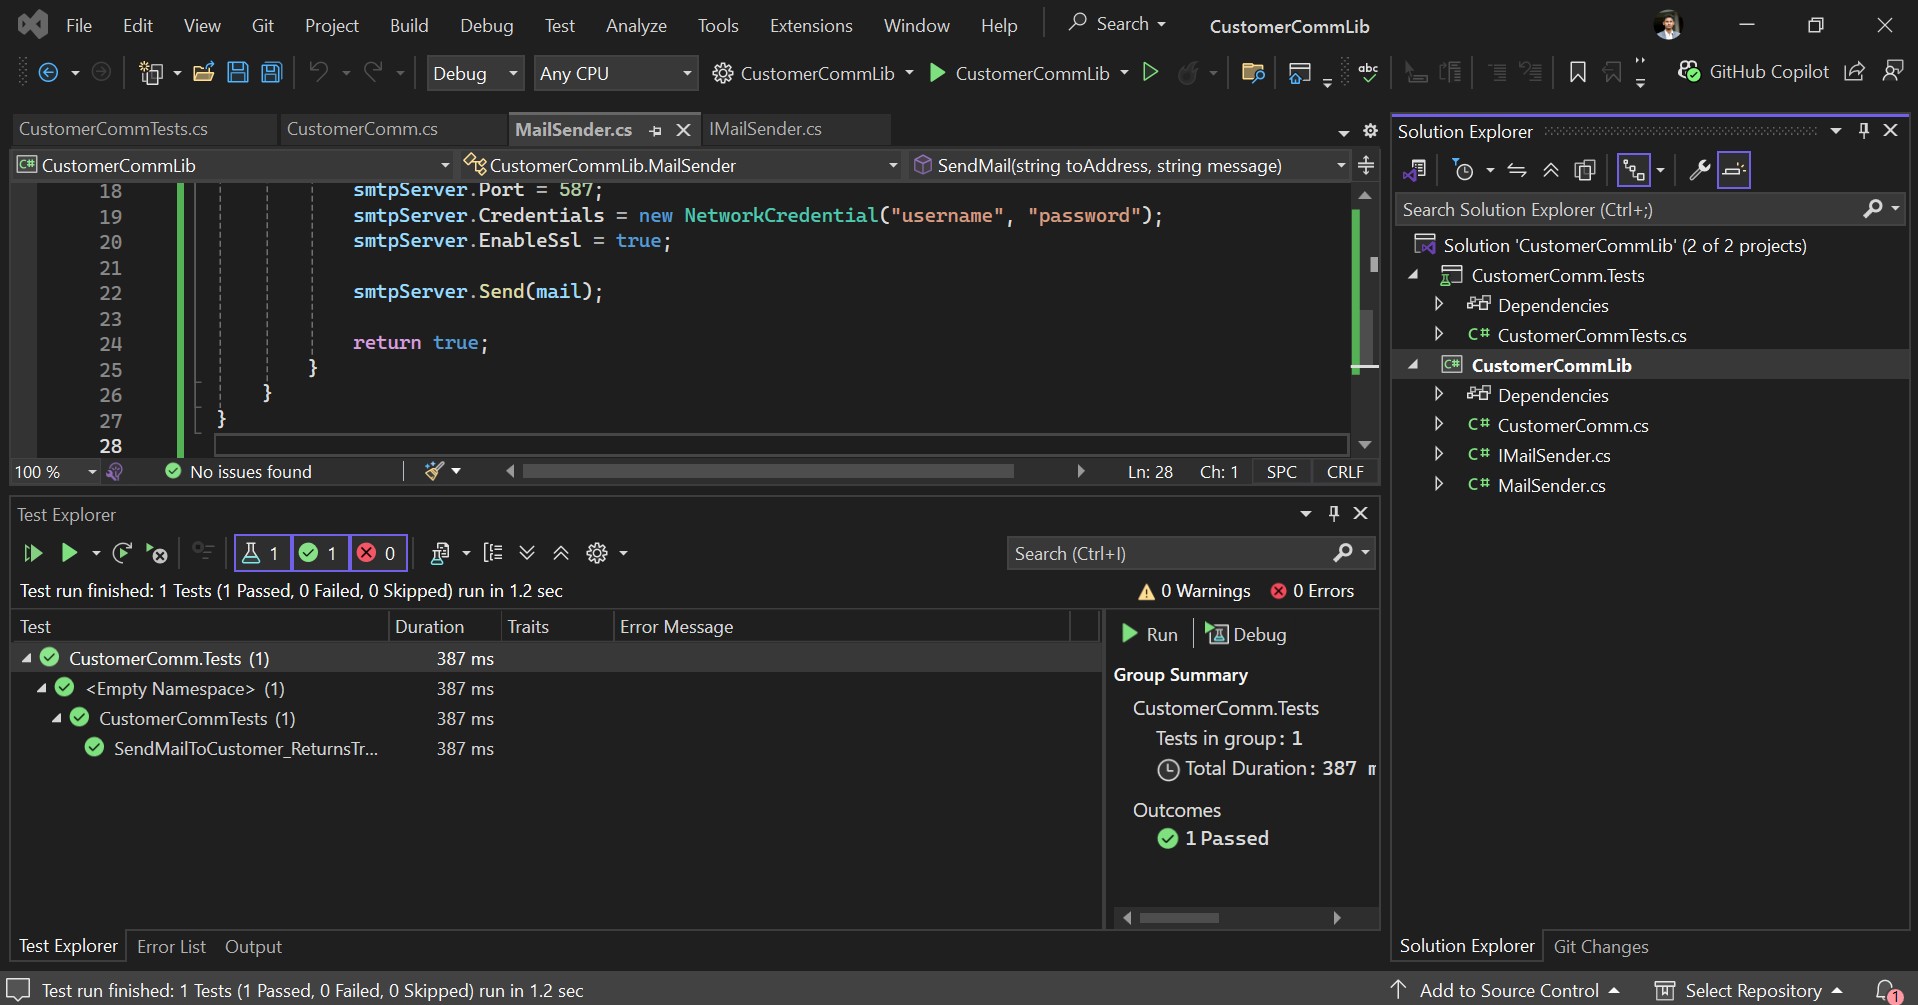 File Edit View Git Project Build Debug Test Analyze Tools Extensions Window Help Search CustomerCommLib
Debug Any CPU CustomerCommLib CustomerCommLib abc GitHub Copilot
CustomerCommTests.cs CustomerComm.cs MailSender.cs IMailSender.cs
C# CustomerCommLib CustomerCommLib.MailSender SendMail(string toAddress, string message)
18 smtpServer.Port = 587;
19 smtpServer.Credentials = new NetworkCredential("username", "password");
20 smtpServer.EnableSsl = true;
21
22 smtpServer.Send(mail);
23
24 return true;
25 }
26 }
27 }
28
100 % No issues found Ln: 28 Ch: 1 SPC CRLF
Test Explorer
1 1 0 Search (Ctrl+I)
Test run finished: 1 Tests (1 Passed, 0 Failed, 0 Skipped) run in 1.2 sec 0 Warnings 0 Errors
Test Duration Traits Error Message
CustomerComm.Tests (1) 387 ms
<Empty Namespace> (1) 387 ms
CustomerCommTests (1) 387 ms
SendMailToCustomer_ReturnsTr... 387 ms
Run Debug
Group Summary
CustomerComm.Tests
Tests in group: 1
Total Duration: 387 m
Outcomes
1 Passed
Test Explorer Error List Output
Solution Explorer
Search Solution Explorer (Ctrl+;)
Solution 'CustomerCommLib' (2 of 2 projects)
CustomerComm.Tests
Dependencies
C# CustomerCommTests.cs
C# CustomerCommLib
Dependencies
C# CustomerComm.cs
C# IMailSender.cs
C# MailSender.cs
Solution Explorer Git Changes
Test run finished: 1 Tests (1 Passed, 0 Failed, 0 Skipped) run in 1.2 sec Add to Source Control Select Repository 1